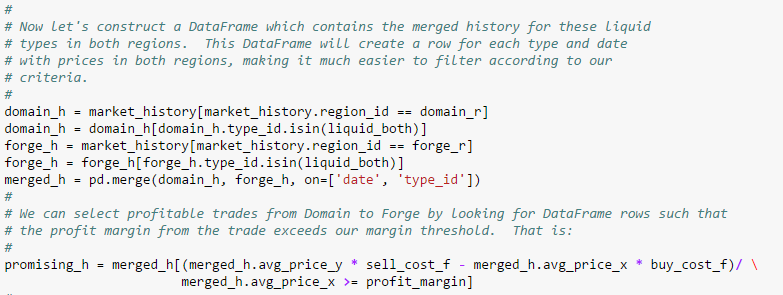 #
# Now let's construct a DataFrame which contains the merged history for these liquid
# types in both regions.  This DataFrame will create a row for each type and date
# with prices in both regions, making it much easier to filter according to our
# criteria.
#
domain_h = market_history[market_history.region_id == domain_r]
domain_h = domain_h[domain_h.type_id.isin(liquid_both)]
forge_h = market_history[market_history.region_id == forge_r]
forge_h = forge_h[forge_h.type_id.isin(liquid_both)]
merged_h = pd.merge(domain_h, forge_h, on=['date', 'type_id'])
#
# We can select profitable trades from Domain to Forge by looking for DataFrame rows such that
# the profit margin from the trade exceeds our margin threshold.  That is:
#
promising_h = merged_h[(merged_h.avg_price_y * sell_cost_f - merged_h.avg_price_x * buy_cost_f)/ \
                       merged_h.avg_price_x >= profit_margin]